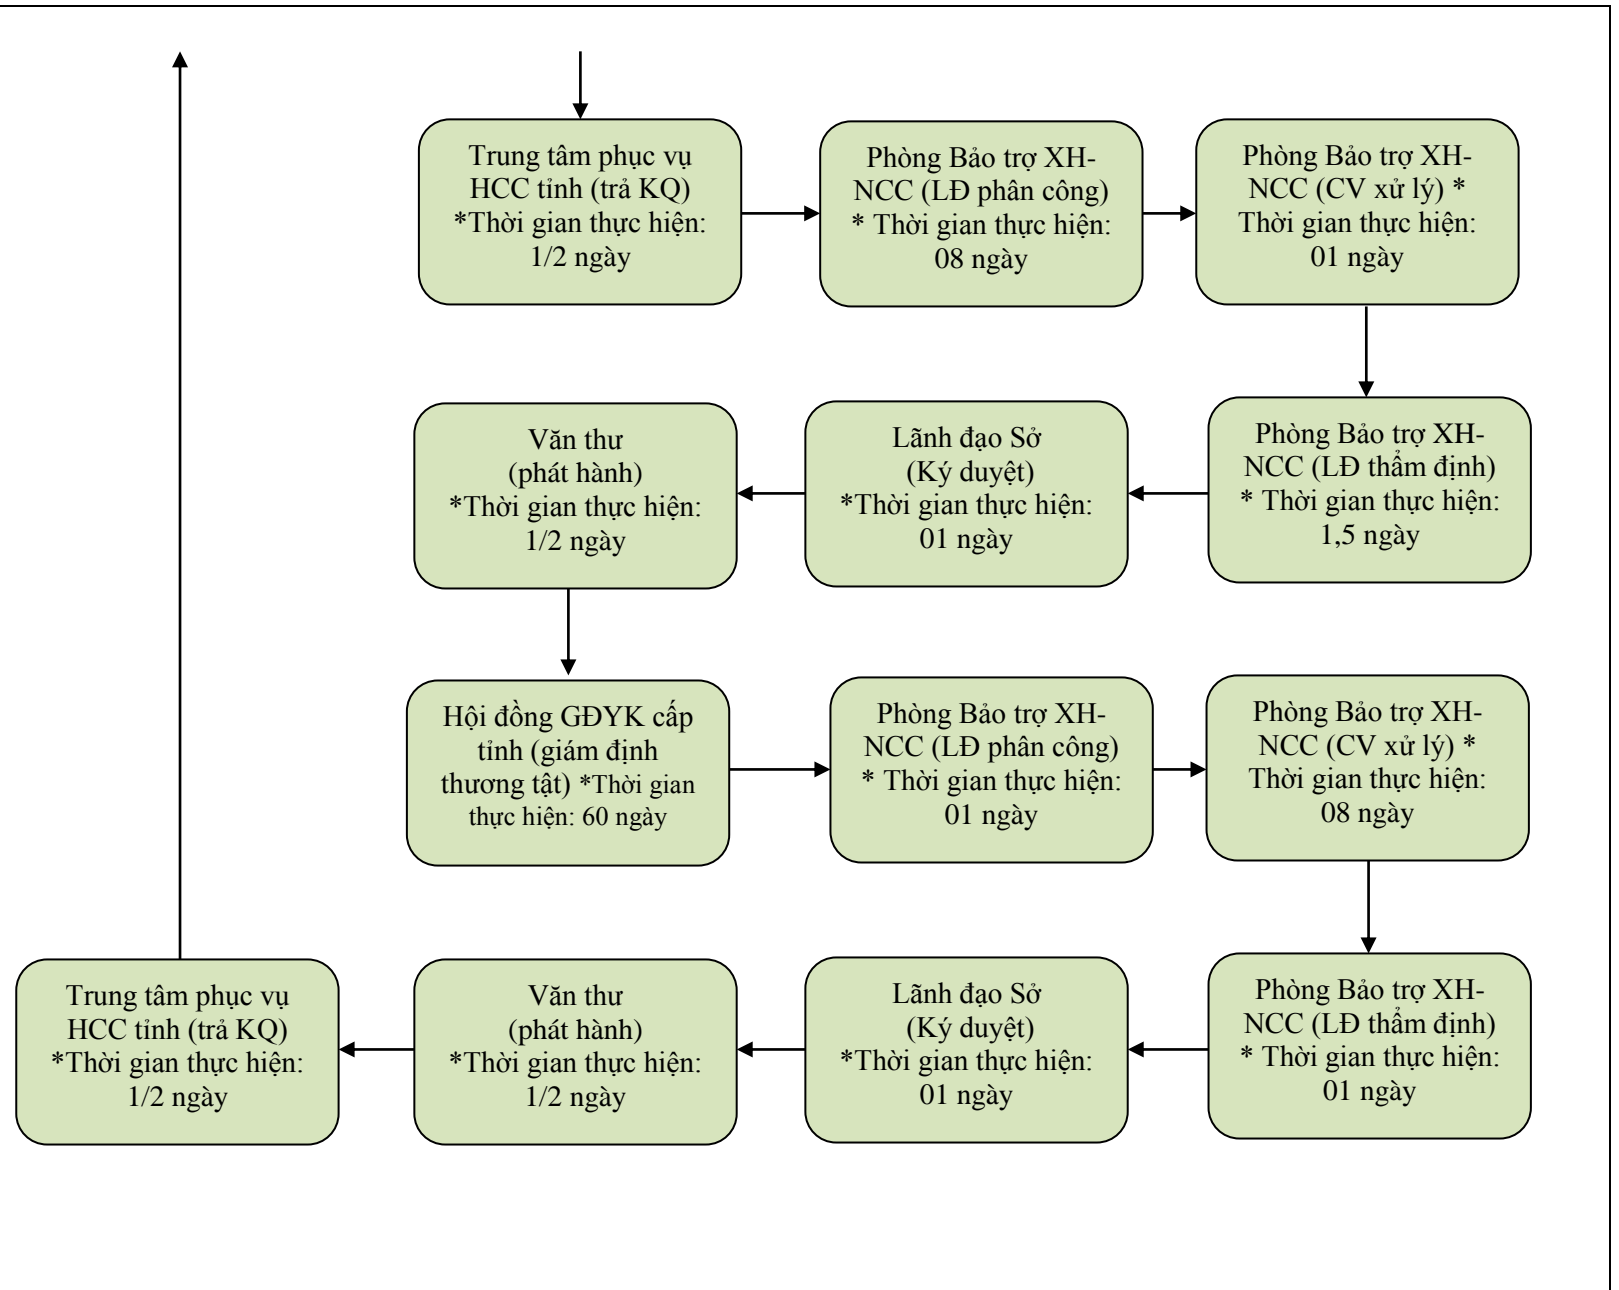 Trung tâm phục vụ
HCC tỉnh (trả KQ)
*Thời gian thực hiện:
1/2 ngày
Phòng Bảo trợ XH-
NCC (LĐ phân công)
* Thời gian thực hiện:
08 ngày
Phòng Bảo trợ XH-
NCC (CV xử lý) *
Thời gian thực hiện:
01 ngày
Phòng Bảo trợ XH-
NCC (LĐ thẩm định)
* Thời gian thực hiện:
1,5 ngày
Lãnh đạo Sở
(Ký duyệt)
*Thời gian thực hiện:
01 ngày
Văn thư
(phát hành)
*Thời gian thực hiện:
1/2 ngày
Hội đồng GĐYK cấp
tỉnh (giám định
thương tật) *Thời gian
thực hiện: 60 ngày
Phòng Bảo trợ XH-
NCC (LĐ phân công)
* Thời gian thực hiện:
01 ngày
Phòng Bảo trợ XH-
NCC (CV xử lý) *
Thời gian thực hiện:
08 ngày
Phòng Bảo trợ XH-
NCC (LĐ thẩm định)
* Thời gian thực hiện:
01 ngày
Lãnh đạo Sở
(Ký duyệt)
*Thời gian thực hiện:
01 ngày
Văn thư
(phát hành)
*Thời gian thực hiện:
1/2 ngày
Trung tâm phục vụ
HCC tỉnh (trả KQ)
*Thời gian thực hiện:
1/2 ngày